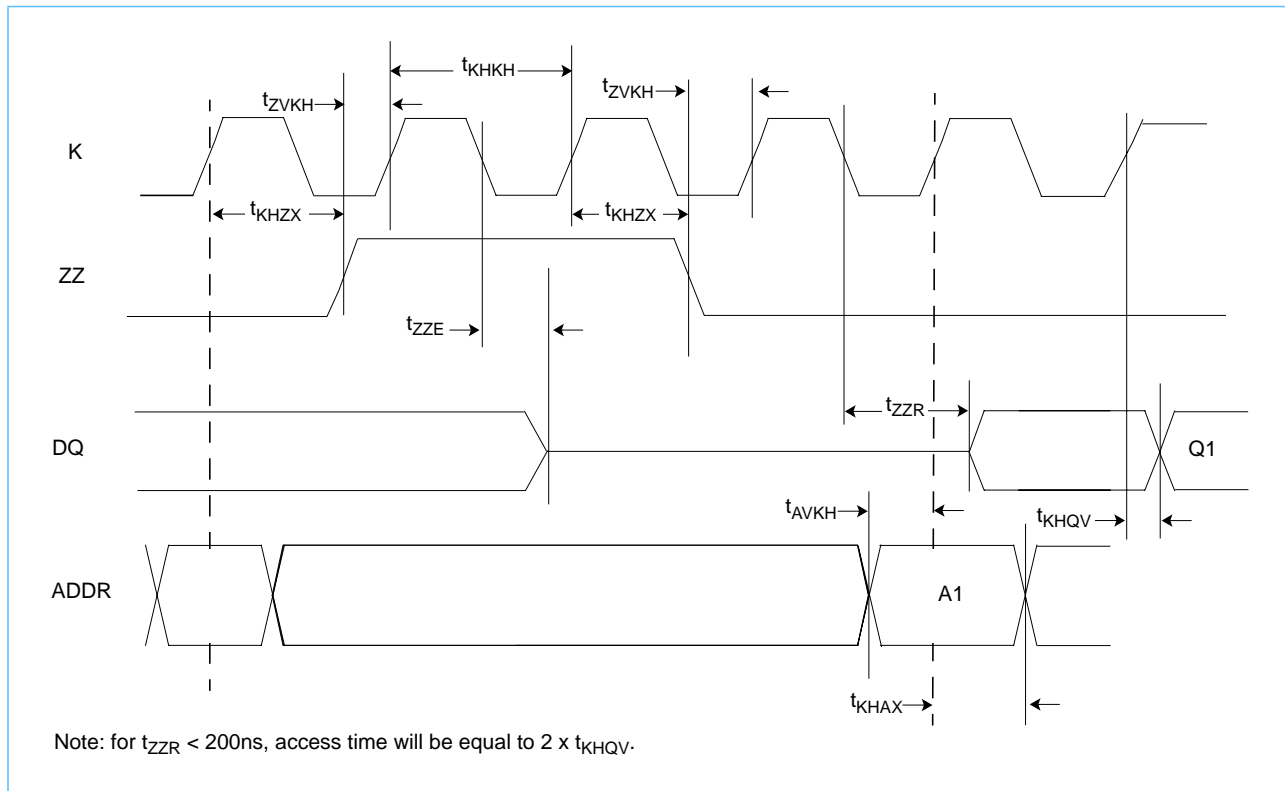 tKHKH
tZVKH
tZVKH
K
tKHZX
tKHZX
ZZ
tZZE
tZZR
DQ
Q1
tAVKH
tKHQV
ADDR
A1
tKHAX
Note: for tZZR < 200ns, access time will be equal to 2 x tKHQV.